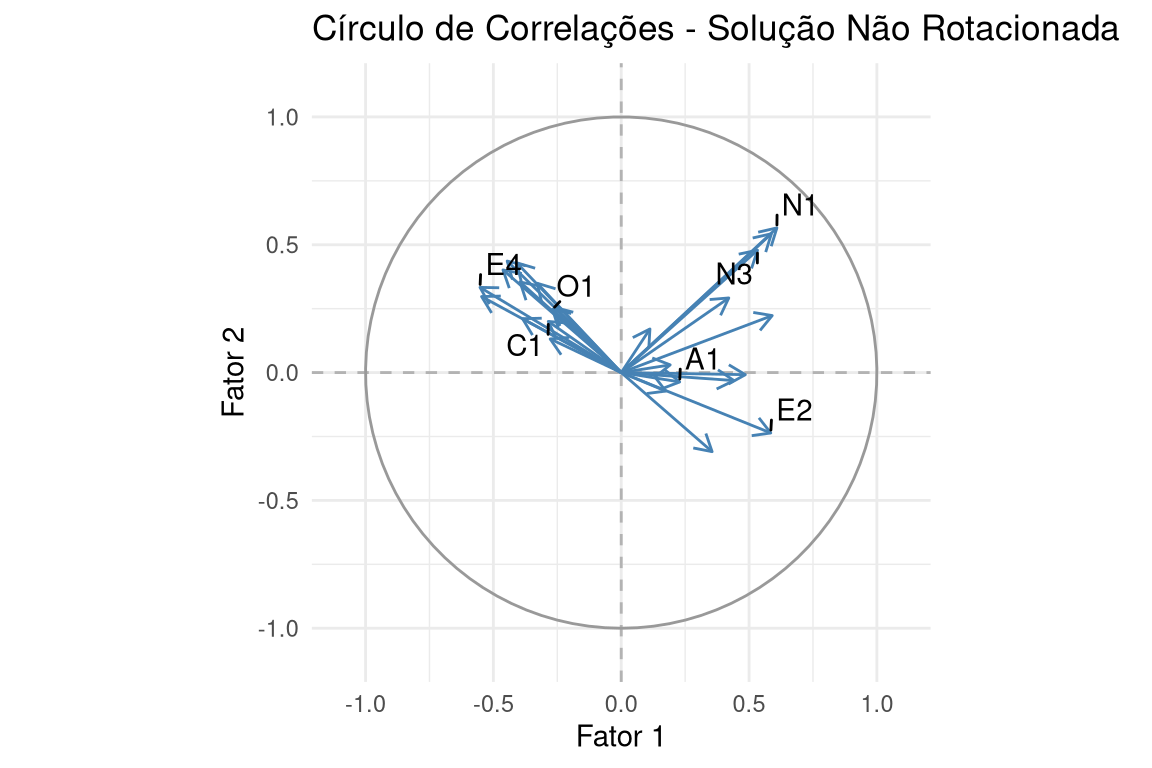 Círculo de Correlações - Solução Não Rotacionada
1.0
0.5
0.0
-0.5
-1.0
Fator 2
N1
E4
N3
O1
C1
A1
E2
-1.0
-0.5
0.0
0.5
1.0
Fator 1